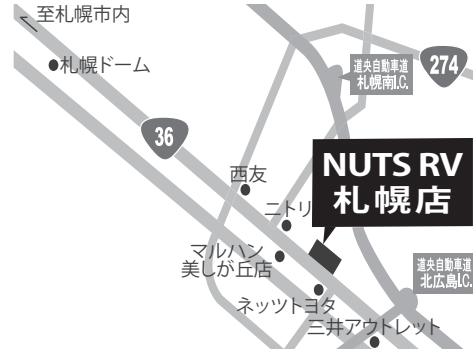 至札幌市内
札幌ドーム
道央自動車道
札幌南I.C.
274
36
西友
NUTS RV
札幌店
ニトリ
マルハン
美しが丘店
道央自動車道
北広島I.C.
ネッツトヨタ
三井アウトレット